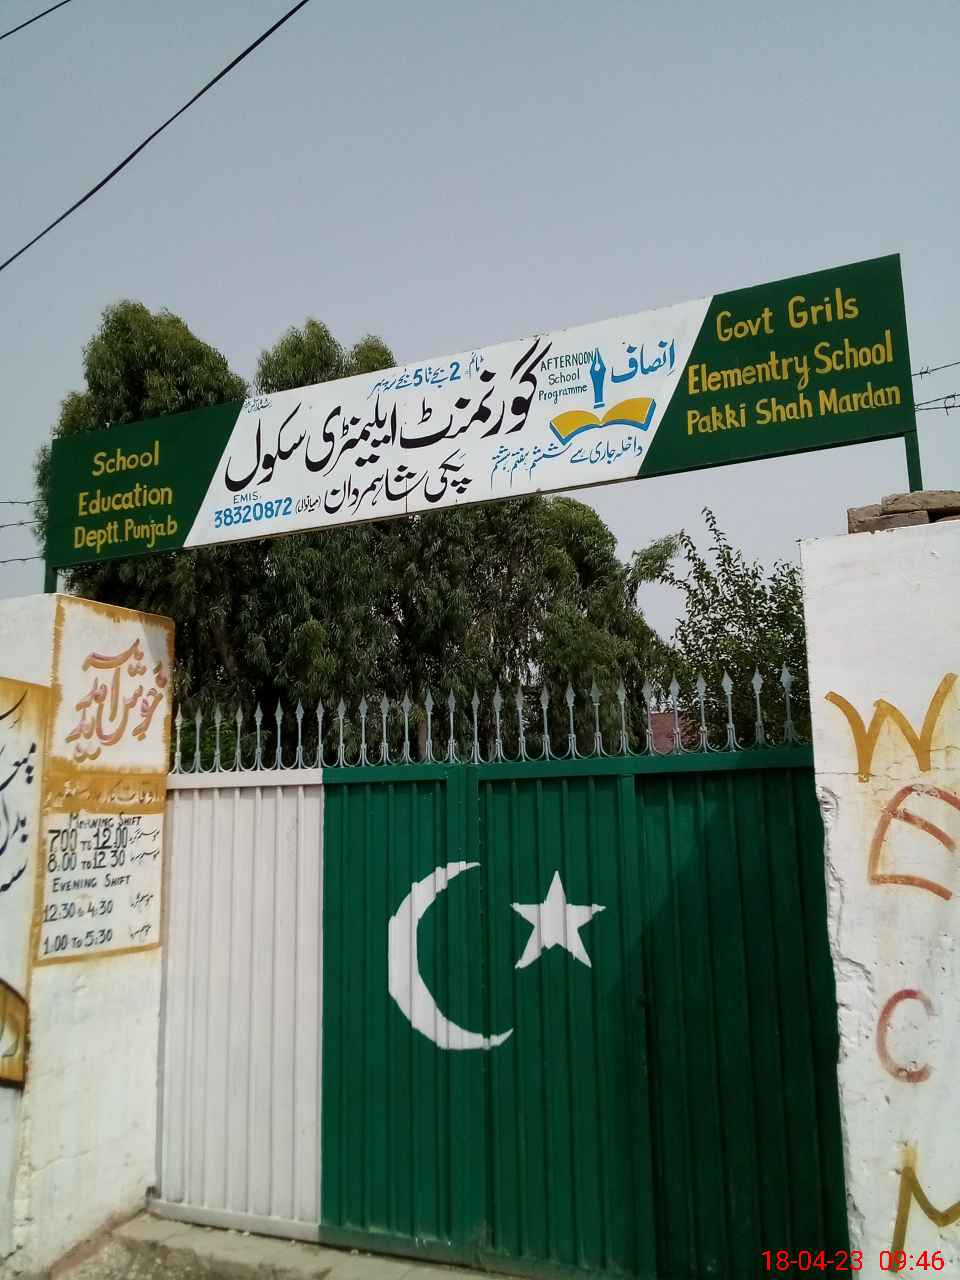 School
Education
Deptt. Punjab
ٹائم 2 بجے تا 5 بجے
گورنمنٹ ایلیمنٹری سکول
پکی شاہمردان (میانوالی)
EMIS:
38320872
AFTERNOON
School
Programme
انصاف
داخلہ جاری ہے ششم ہفتم ہشتم
Govt Grils
Elementry School
Pakki Shah Mardan
خوش آمدید
MORNING SHIFT
7:00 TO 12:00
8:00 TO 12:30
EVENING SHIFT
12:30 to 4:30
1:00 TO 5:30
WE
C
M
18-04-23 09:46